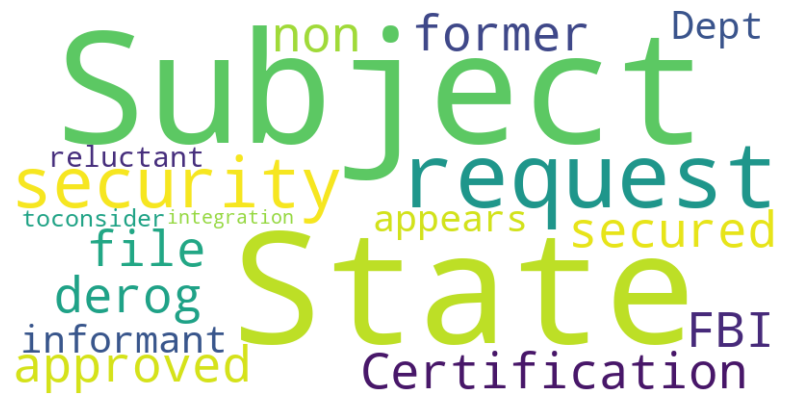 non former Dept
Subject
reluctant
security request
toconsider integration appears secured
file
State
derog
informant FBI
approved Certification